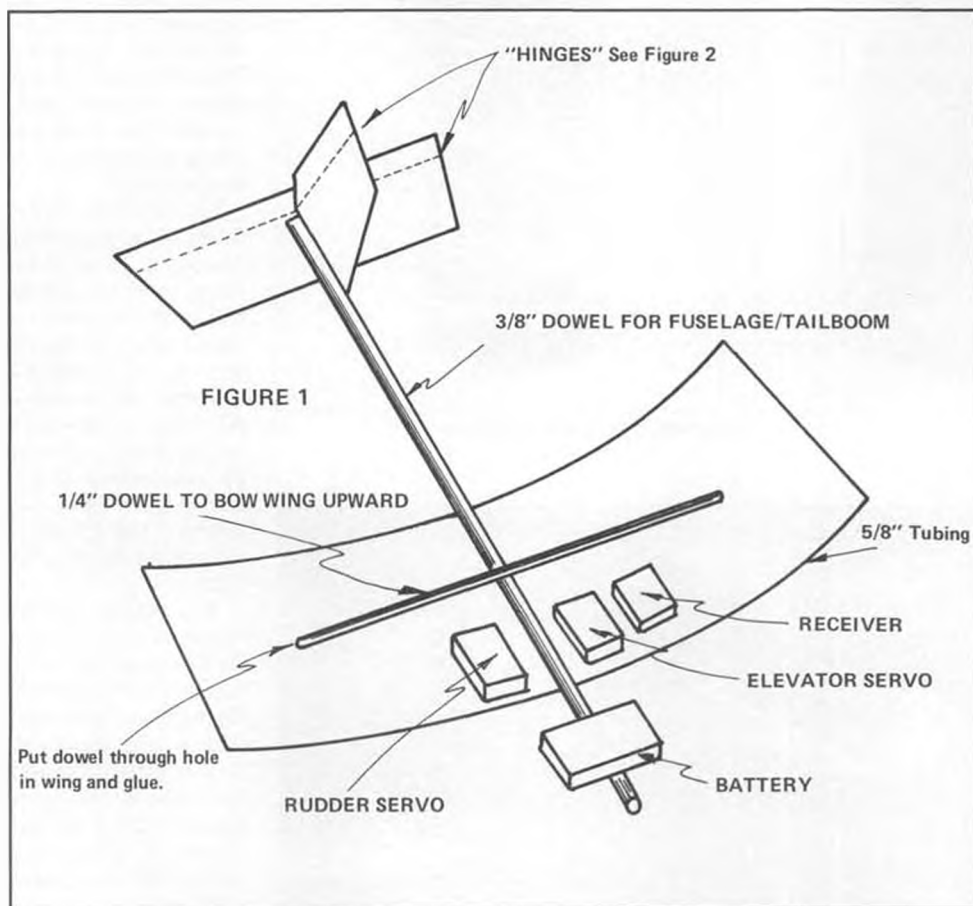 "HINGES" See Figure 2
3/8" DOWEL FOR FUSELAGE/TAILBOOM
FIGURE 1
1/4" DOWEL TO BOW WING UPWARD
5/8" Tubing
RECEIVER
ELEVATOR SERVO
Put dowel through hole
in wing and glue.
BATTERY
RUDDER SERVO